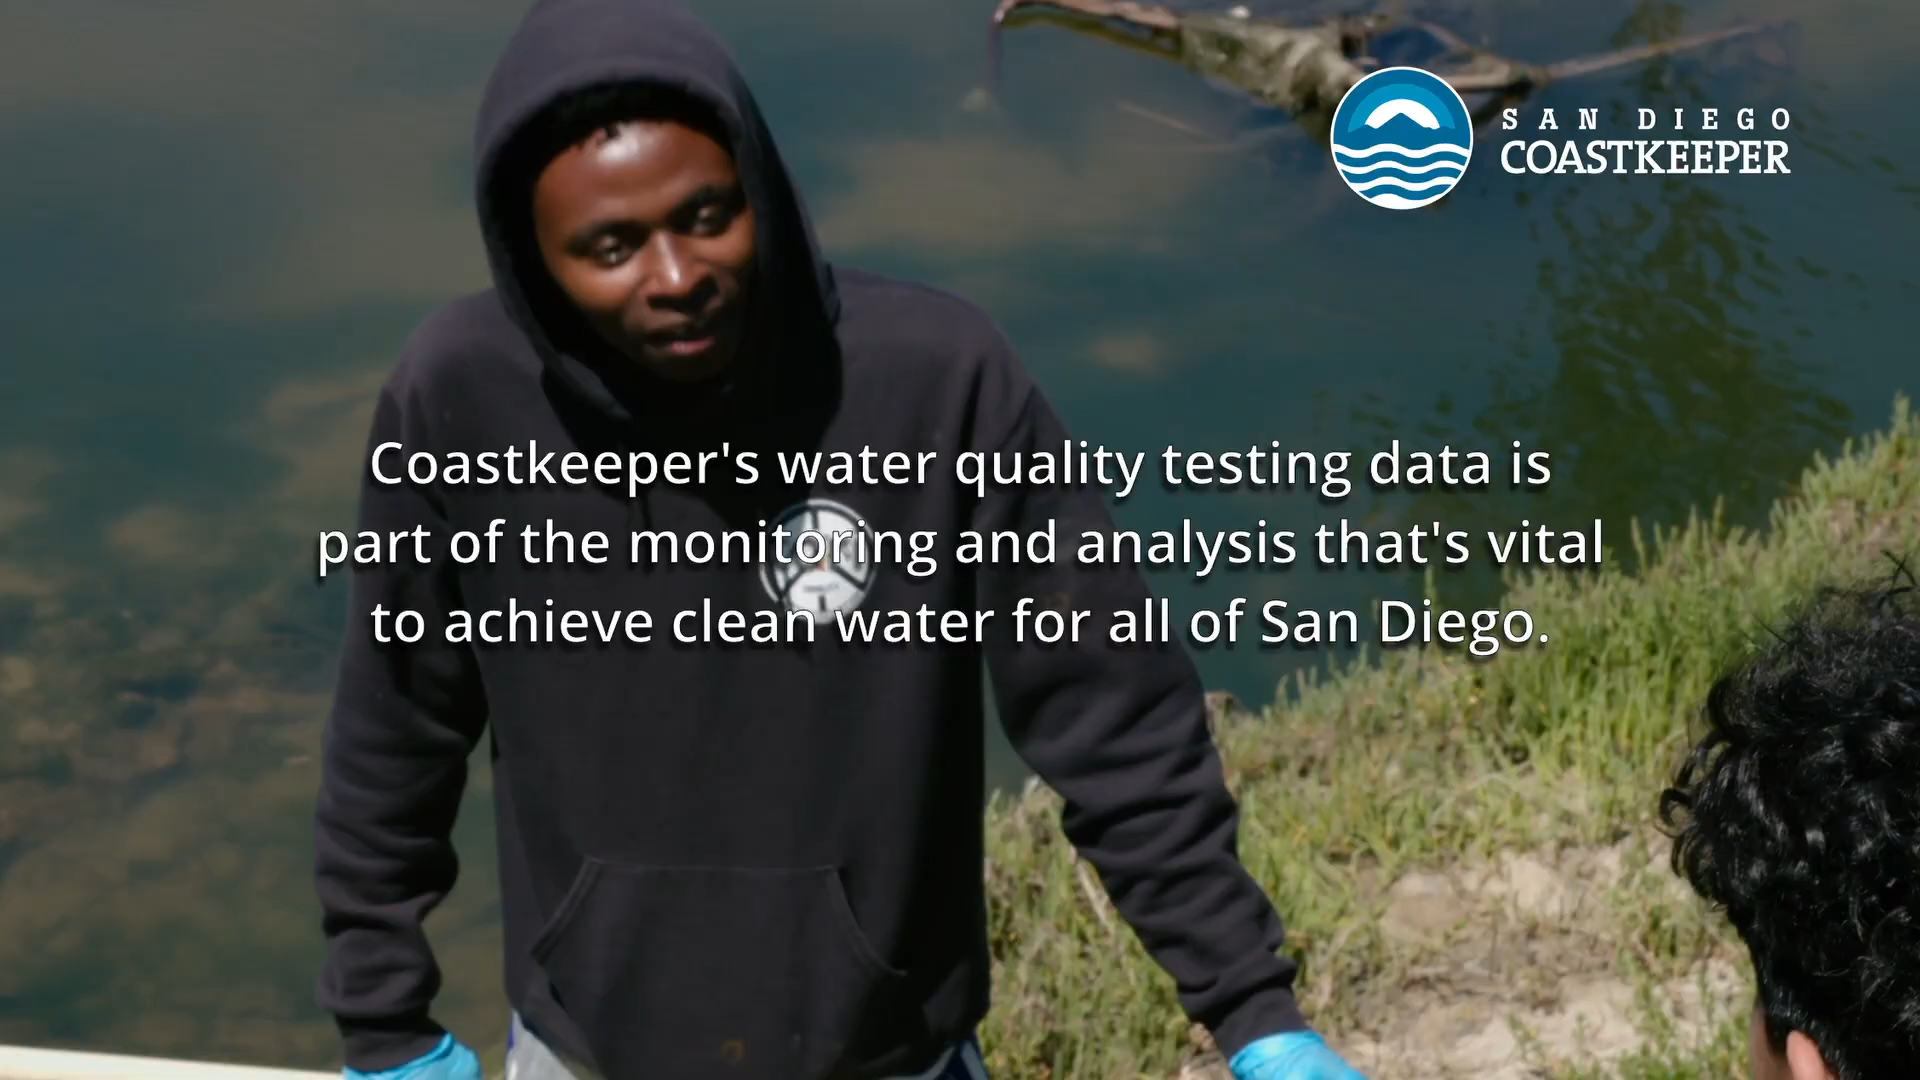 SAN DIEGO
COASTKEEPER
Coastkeeper's water quality testing data is
part of the monitoring and analysis that's vital
to achieve clean water for all of San Diego.